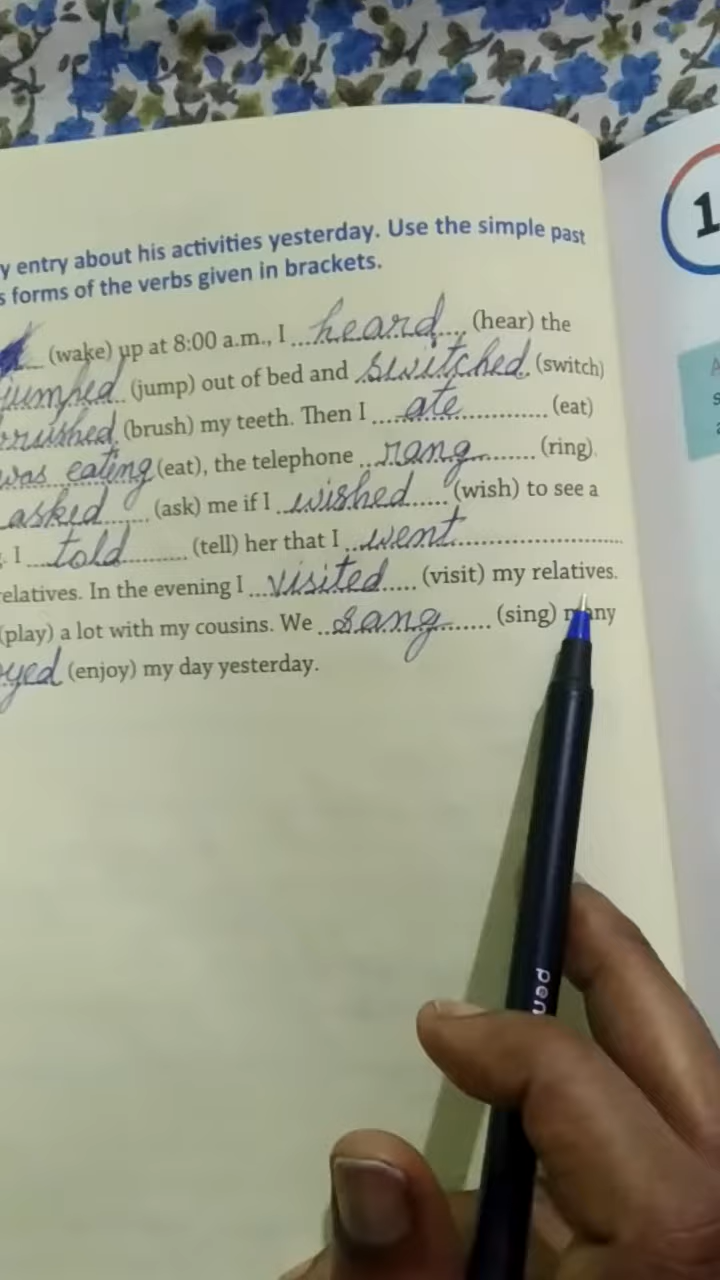 y entry about his activities yesterday. Use the simple past
s forms of the verbs given in brackets.
(wake) up at 8:00 a.m., I ...heard.... (hear) the
jumped (jump) out of bed and switched. (switch)
brushed (brush) my teeth. Then I ....ate............... (eat)
was eating (eat), the telephone ...rang......... (ring).
asked...... (ask) me if I ...wished..... (wish) to see a
. I ...told.......... (tell) her that I ...went..........................
relatives. In the evening I ...visited..... (visit) my relatives.
(play) a lot with my cousins. We ...sang....... (sing) many
yed (enjoy) my day yesterday.
1
pen